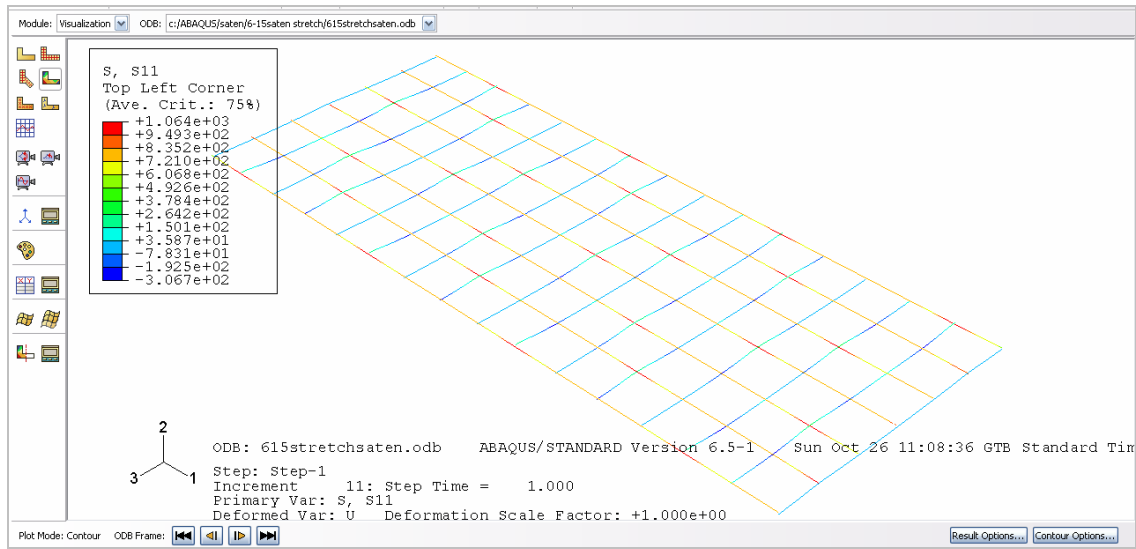 Module: Visualization ODB: c:/ABAQUS/saten/6-15saten stretch/615stretchsaten.odb
S, S11
Top Left Corner
(Ave. Crit.: 75%)
+1.064e+03
+9.493e+02
+8.352e+02
+7.210e+02
+6.068e+02
+4.926e+02
+3.784e+02
+2.642e+02
+1.501e+02
+3.587e+01
-7.831e+01
-1.925e+02
-3.067e+02
2
3 1
ODB: 615stretchsaten.odb ABAQUS/STANDARD Version 6.5-1 Sun Oct 26 11:08:36 GTB Standard Tim
Step: Step-1
Increment 11: Step Time = 1.000
Primary Var: S, S11
Deformed Var: U Deformation Scale Factor: +1.000e+00
Plot Mode: Contour ODB Frame: Result Options... Contour Options...